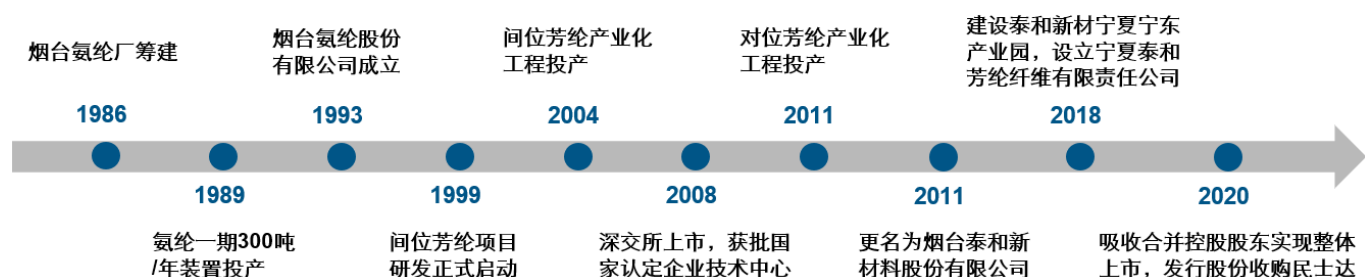 烟台氨纶厂筹建
烟台氨纶股份
有限公司成立
间位芳纶产业化
工程投产
对位芳纶产业化
工程投产
建设泰和新材宁夏宁东
产业园，设立宁夏泰和
芳纶纤维有限责任公司
1986
1993
2004
2011
2018
1989
1999
2008
2011
2020
氨纶一期300吨
/年装置投产
间位芳纶项目
研发正式启动
深交所上市，获批国
家认定企业技术中心
更名为烟台泰和新
材料股份有限公司
吸收合并控股股东实现整体
上市，发行股份收购民士达